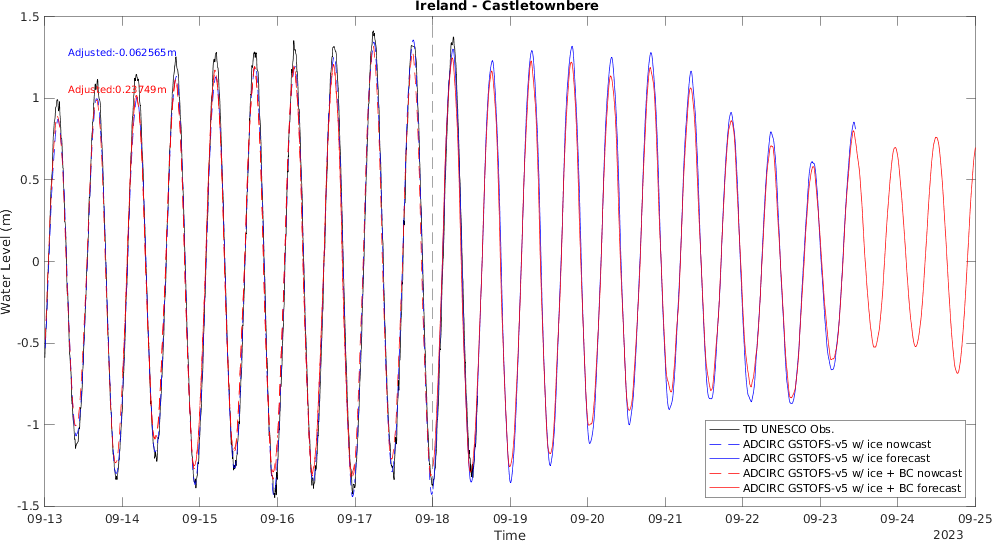 Ireland - Castletownbere
Adjusted:-0.062565m
Adjusted:0.23749m
Water Level (m)
1.5
1
0.5
0
-0.5
-1
-1.5
TD UNESCO Obs.
ADCIRC GSTOFS-v5 w/ ice nowcast
ADCIRC GSTOFS-v5 w/ ice forecast
ADCIRC GSTOFS-v5 w/ ice + BC nowcast
ADCIRC GSTOFS-v5 w/ ice + BC forecast
09-13 09-14 09-15 09-16 09-17 09-18 09-19 09-20 09-21 09-22 09-23 09-24 09-25
Time
2023